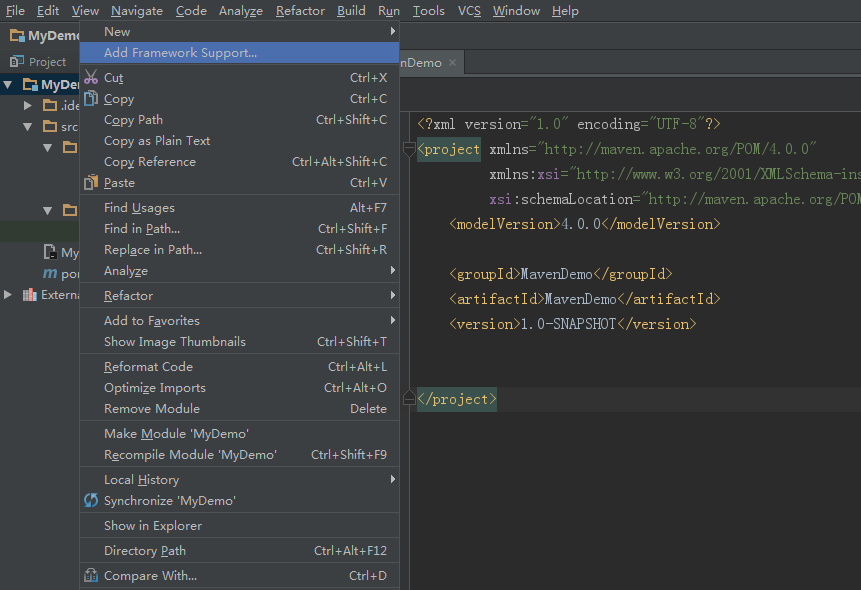 File Edit View Navigate Code Analyze Refactor Build Run Tools VCS Window Help
MyDemo
Project
nDemo
MyDe
.ide
src
My
po
Externa
New
Add Framework Support...
Cut Ctrl+X
Copy Ctrl+C
Copy Path Ctrl+Shift+C
Copy as Plain Text
Copy Reference Ctrl+Alt+Shift+C
Paste Ctrl+V
Find Usages Alt+F7
Find in Path... Ctrl+Shift+F
Replace in Path... Ctrl+Shift+R
Analyze
Refactor
Add to Favorites
Show Image Thumbnails Ctrl+Shift+T
Reformat Code Ctrl+Alt+L
Optimize Imports Ctrl+Alt+O
Remove Module Delete
Make Module 'MyDemo'
Recompile Module 'MyDemo' Ctrl+Shift+F9
Local History
Synchronize 'MyDemo'
Show in Explorer
Directory Path Ctrl+Alt+F12
Compare With... Ctrl+D
<?xml version="1.0" encoding="UTF-8"?>
<project xmlns="http://maven.apache.org/POM/4.0.0"
xmlns:xsi="http://www.w3.org/2001/XMLSchema-ins
xsi:schemaLocation="http://maven.apache.org/POM
<modelVersion>4.0.0</modelVersion>
<groupId>MavenDemo</groupId>
<artifactId>MavenDemo</artifactId>
<version>1.0-SNAPSHOT</version>
</project>